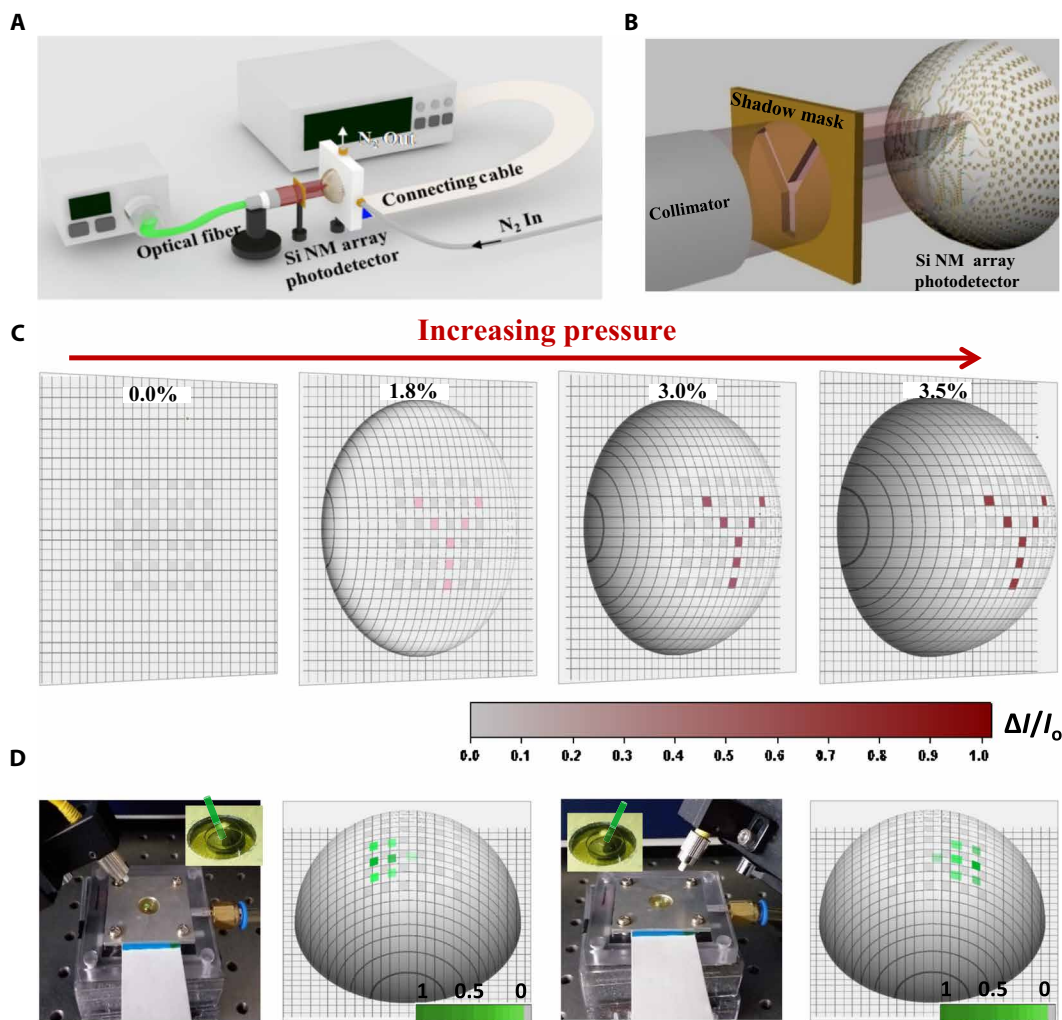 A
B
N₂ Out
Connecting cable
Optical fiber
N₂ In
Si NM array
photodetector
Shadow mask
Collimator
Si NM array
photodetector
C
Increasing pressure
0.0%
1.8%
3.0%
3.5%
0.0 0.1 0.2 0.3 0.4 0.5 0.6 0.7 0.8 0.9 1.0
ΔI/Iₒ
D
1 0.5 0
1 0.5 0